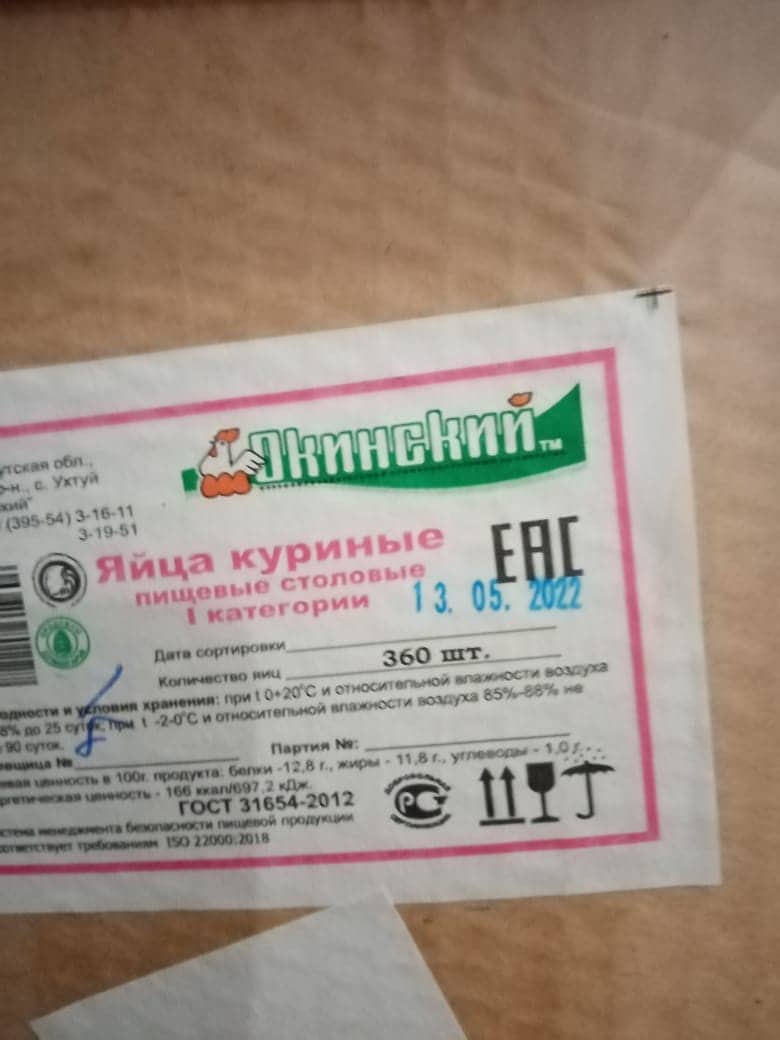 Окинский™
утская обл.,
р-н., с. Ухтуй
ский"
(395-54) 3-16-11
3-19-51
Яйца куриные
пищевые столовые
I категории
ЕАС
13. 05. 2022
Дата сортировки
Количество яиц 360 шт.
одности и условия хранения: при t 0+20°С и относительной влажности воздуха
8% до 25 суток, при t -2-0°С и относительной влажности воздуха 85%-88% не
90 суток.
овщица № Партия №:
евая ценность в 100г. продукта: белки -12,8 г., жиры - 11,8 г., углеводы - 1,0 г.
ргетическая ценность - 166 ккал/697,2 кДж.
ГОСТ 31654-2012
стема менеджмента безопасности пищевой продукции
оответствует требованиям ISO 22000:2018